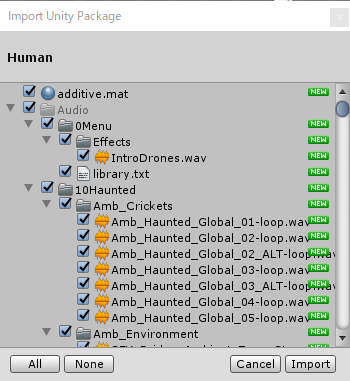 Import Unity Package
Human
additive.mat NEW
Audio
0Menu NEW
Effects NEW
IntroDrones.wav NEW
library.txt NEW
10Haunted NEW
Amb_Crickets NEW
Amb_Haunted_Global_01-loop.wav NEW
Amb_Haunted_Global_02-loop.wav NEW
Amb_Haunted_Global_02_ALT-loop.wav NEW
Amb_Haunted_Global_03-loop.wav NEW
Amb_Haunted_Global_03_ALT-loop.wav NEW
Amb_Haunted_Global_04-loop.wav NEW
Amb_Haunted_Global_05-loop.wav NEW
Amb_Environment NEW
All None Cancel Import